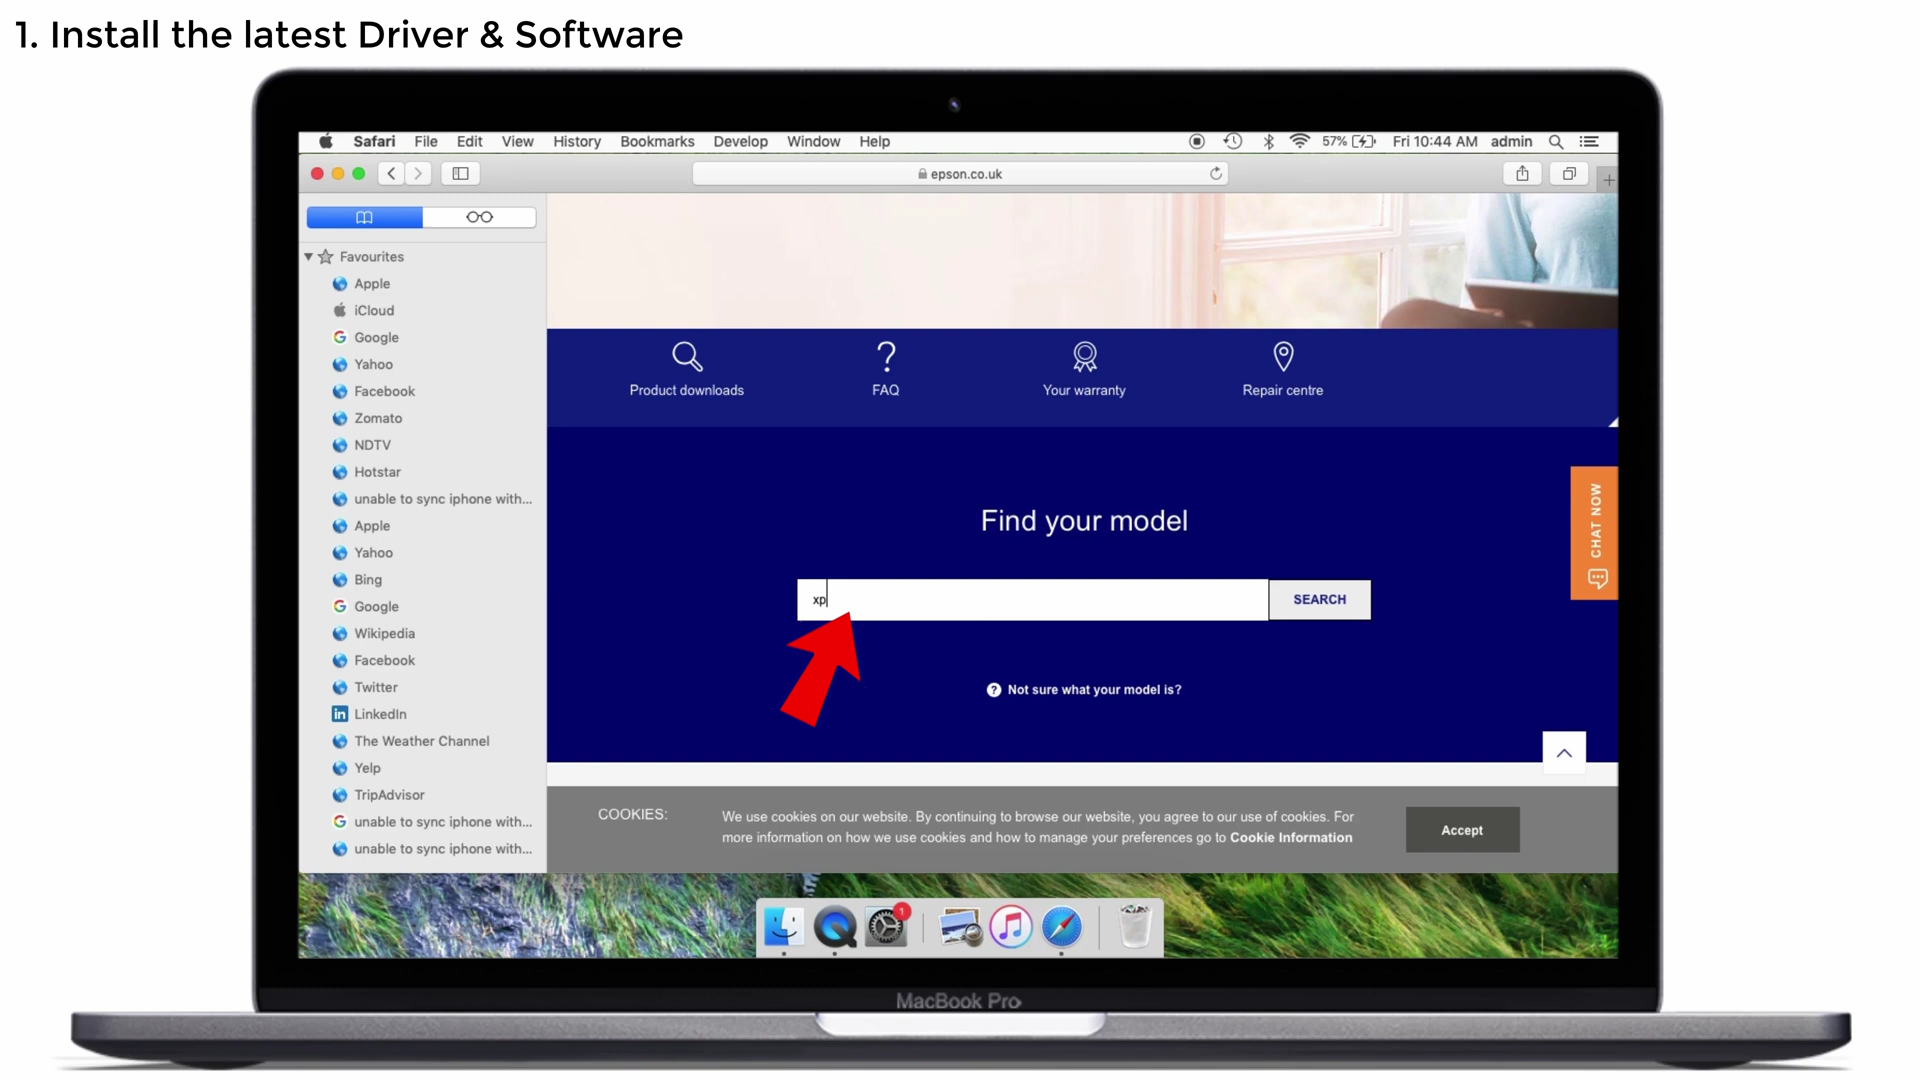 1. Install the latest Driver & Software
Safari File Edit View History Bookmarks Develop Window Help
57% Fri 10:44 AM admin
epson.co.uk
Favourites
Apple
iCloud
Google
Yahoo
Facebook
Zomato
NDTV
Hotstar
unable to sync iphone with...
Apple
Yahoo
Bing
Google
Wikipedia
Facebook
Twitter
LinkedIn
The Weather Channel
Yelp
TripAdvisor
unable to sync iphone with...
unable to sync iphone with...
Product downloads
FAQ
Your warranty
Repair centre
Find your model
xp
SEARCH
Not sure what your model is?
CHAT NOW
COOKIES:
We use cookies on our website. By continuing to browse our website, you agree to our use of cookies. For
more information on how we use cookies and how to manage your preferences go to Cookie Information
Accept
1
MacBook Pro